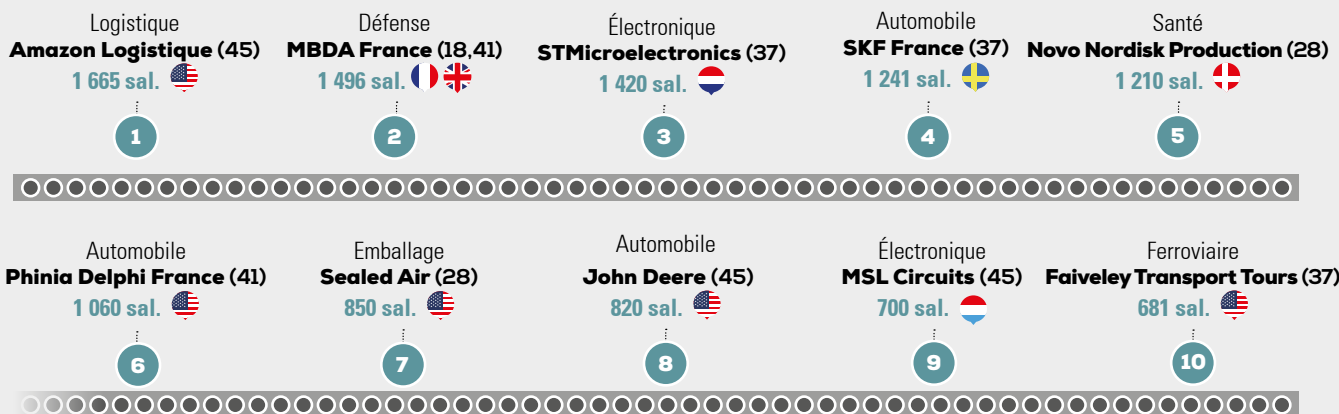 Logistique
Amazon Logistique (45)
1 665 sal.
1
Défense
MBDA France (18,41)
1 496 sal.
2
Électronique
STMicroelectronics (37)
1 420 sal.
3
Automobile
SKF France (37)
1 241 sal.
4
Santé
Novo Nordisk Production (28)
1 210 sal.
5
Automobile
Phinia Delphi France (41)
1 060 sal.
6
Emballage
Sealed Air (28)
850 sal.
7
Automobile
John Deere (45)
820 sal.
8
Électronique
MSL Circuits (45)
700 sal.
9
Ferroviaire
Faiveley Transport Tours (37)
681 sal.
10